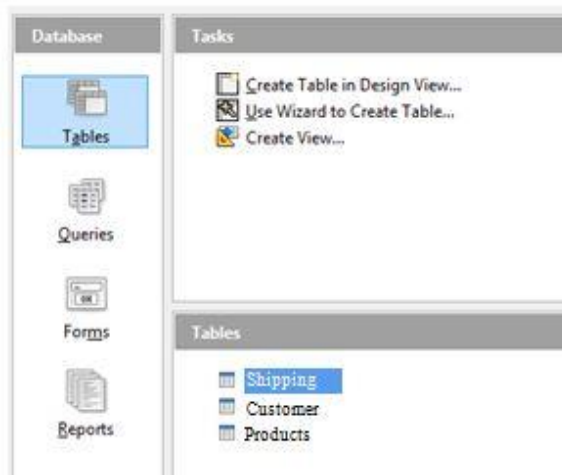 Database
Tables
Queries
Forms
Reports
Tasks
Create Table in Design View...
Use Wizard to Create Table...
Create View...
Tables
Shipping
Customer
Products